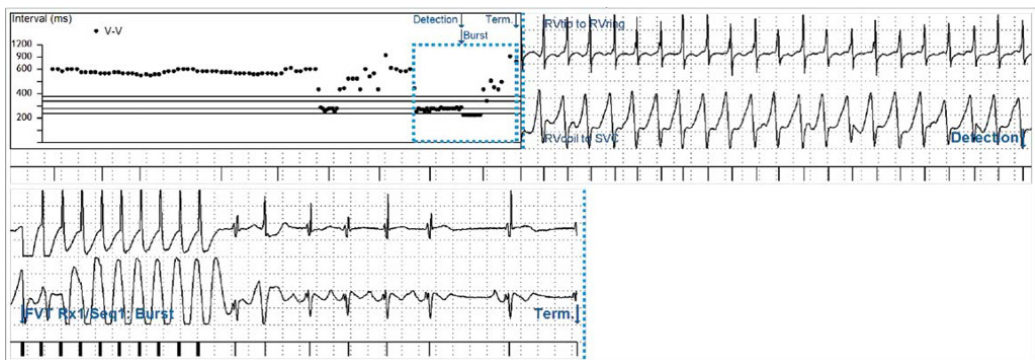 Interval (ms)
V-V
Detection
Term.
Burst
1200
900
600
400
200
RVtip to RVring
RVcoil to SVC
Detection
FVT Rx1/Seq1: Burst
Term.